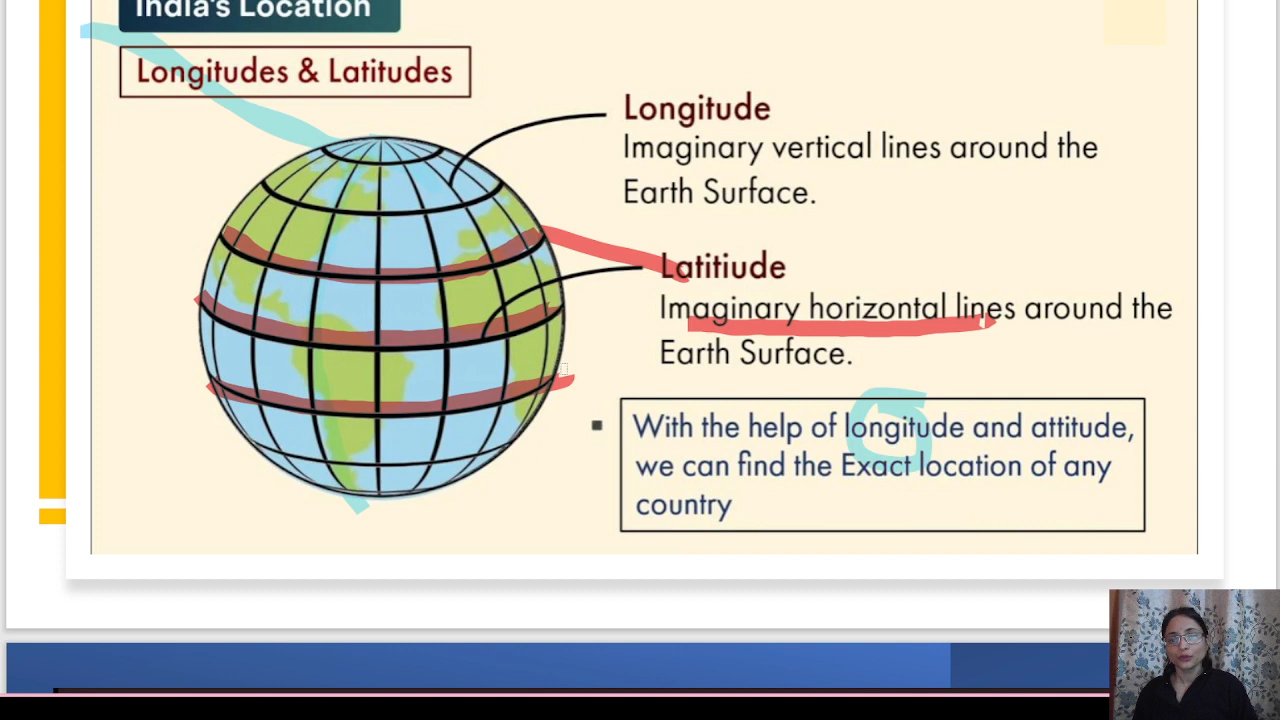 India's Location
Longitudes & Latitudes
Longitude
Imaginary vertical lines around the
Earth Surface.
Latitiude
Imaginary horizontal lines around the
Earth Surface.
With the help of longitude and attitude,
we can find the Exact location of any
country